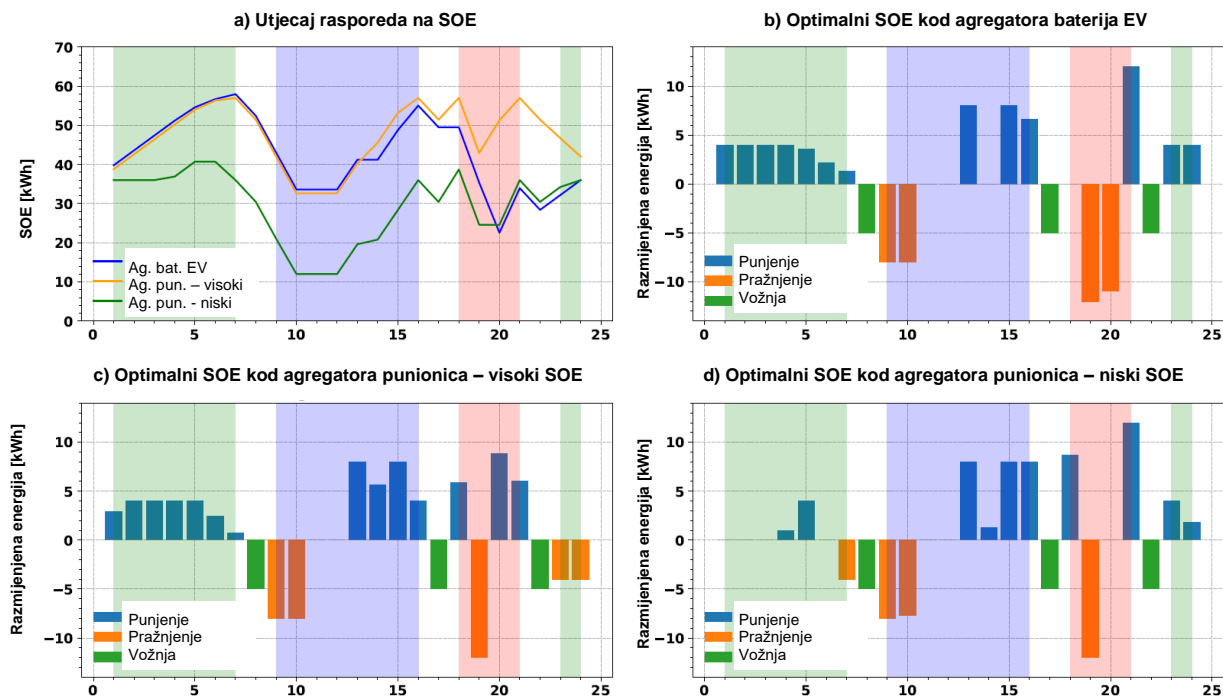 a) Utjecaj rasporeda na SOE
SOE [kWh]
70
60
50
40
30
20
10
0
Ag. bat. EV
Ag. pun. – visoki
Ag. pun. - niski
0 5 10 15 20 25
b) Optimalni SOE kod agregatora baterija EV
Razmijenjena energija [kWh]
10
5
0
−5
−10
Punjenje
Pražnjenje
Vožnja
0 5 10 15 20 25
c) Optimalni SOE kod agregatora punionica – visoki SOE
Razmijenjena energija [kWh]
10
5
0
−5
−10
Punjenje
Pražnjenje
Vožnja
0 5 10 15 20 25
d) Optimalni SOE kod agregatora punionica – niski SOE
Razmijenjena energija [kWh]
10
5
0
−5
−10
Punjenje
Pražnjenje
Vožnja
0 5 10 15 20 25